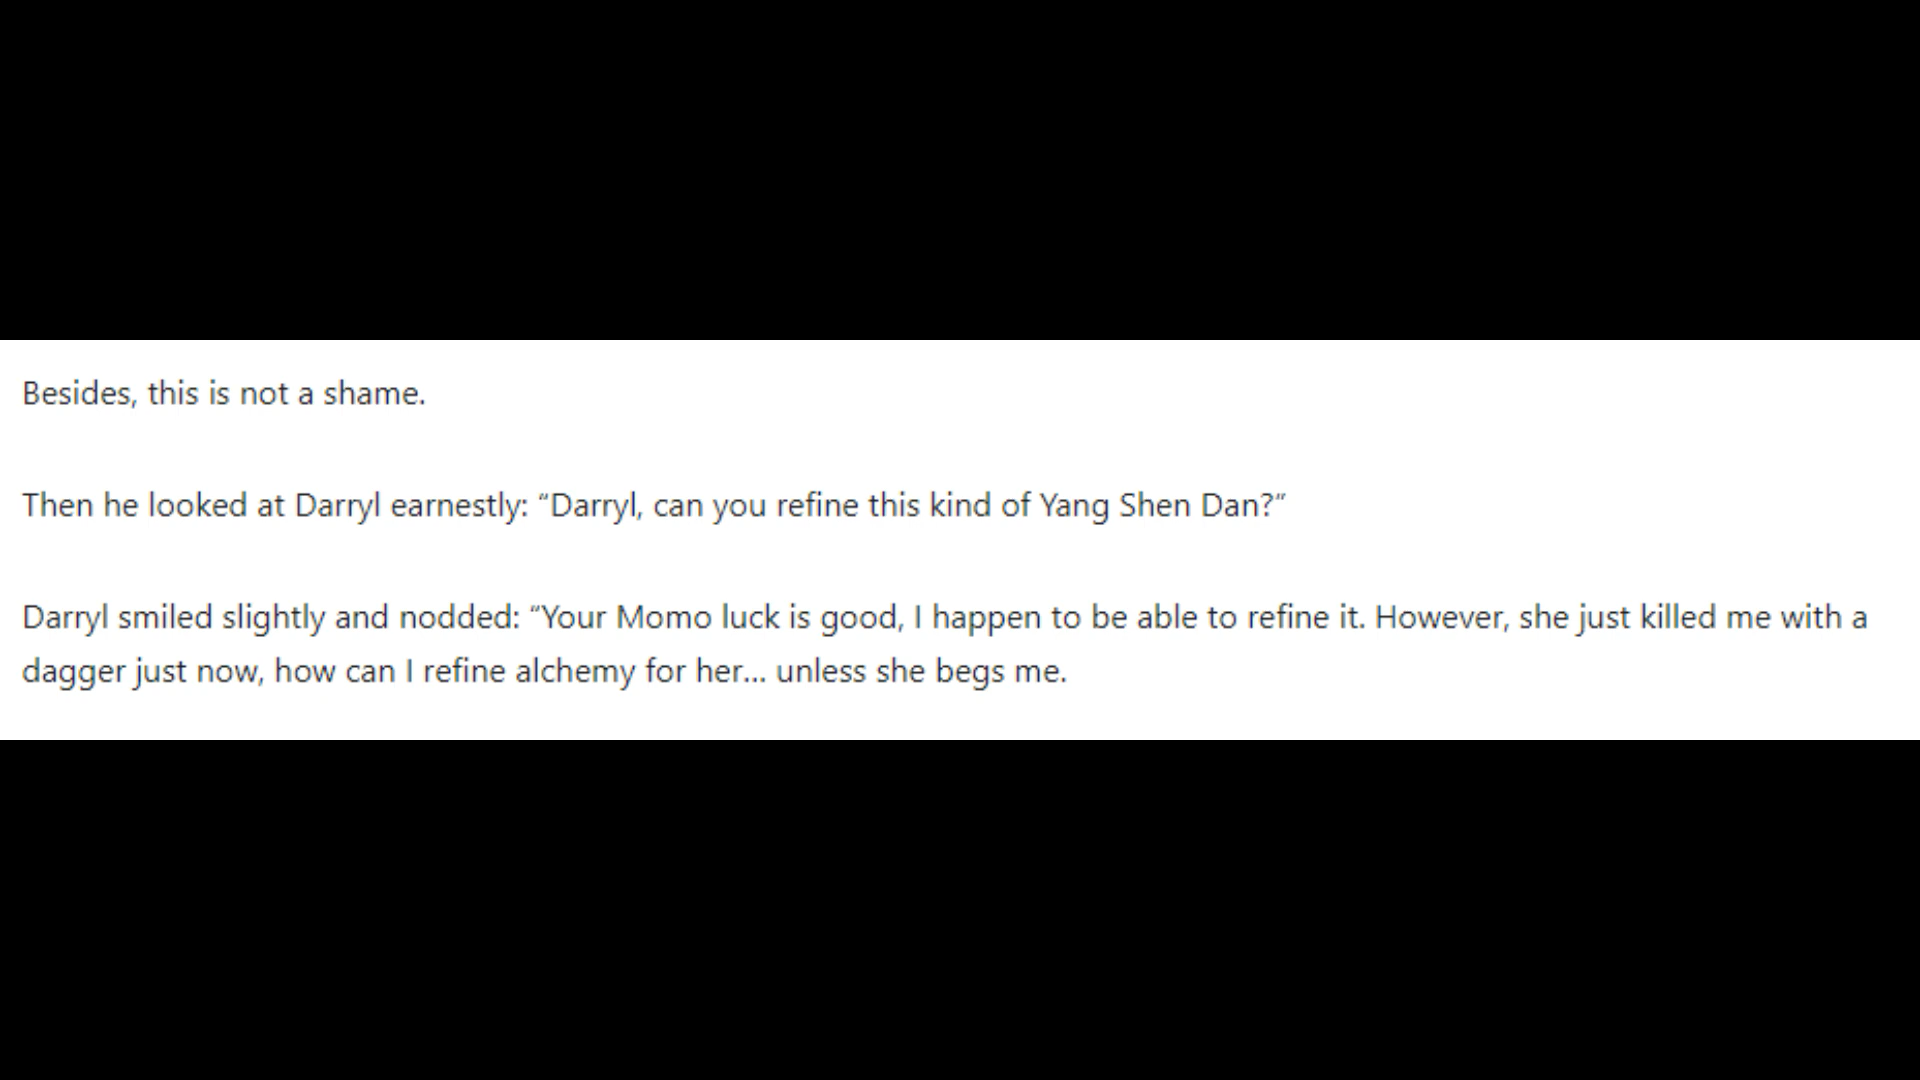 Besides, this is not a shame.
Then he looked at Darryl earnestly: “Darryl, can you refine this kind of Yang Shen Dan?”
Darryl smiled slightly and nodded: “Your Momo luck is good, I happen to be able to refine it. However, she just killed me with a
dagger just now, how can I refine alchemy for her... unless she begs me.